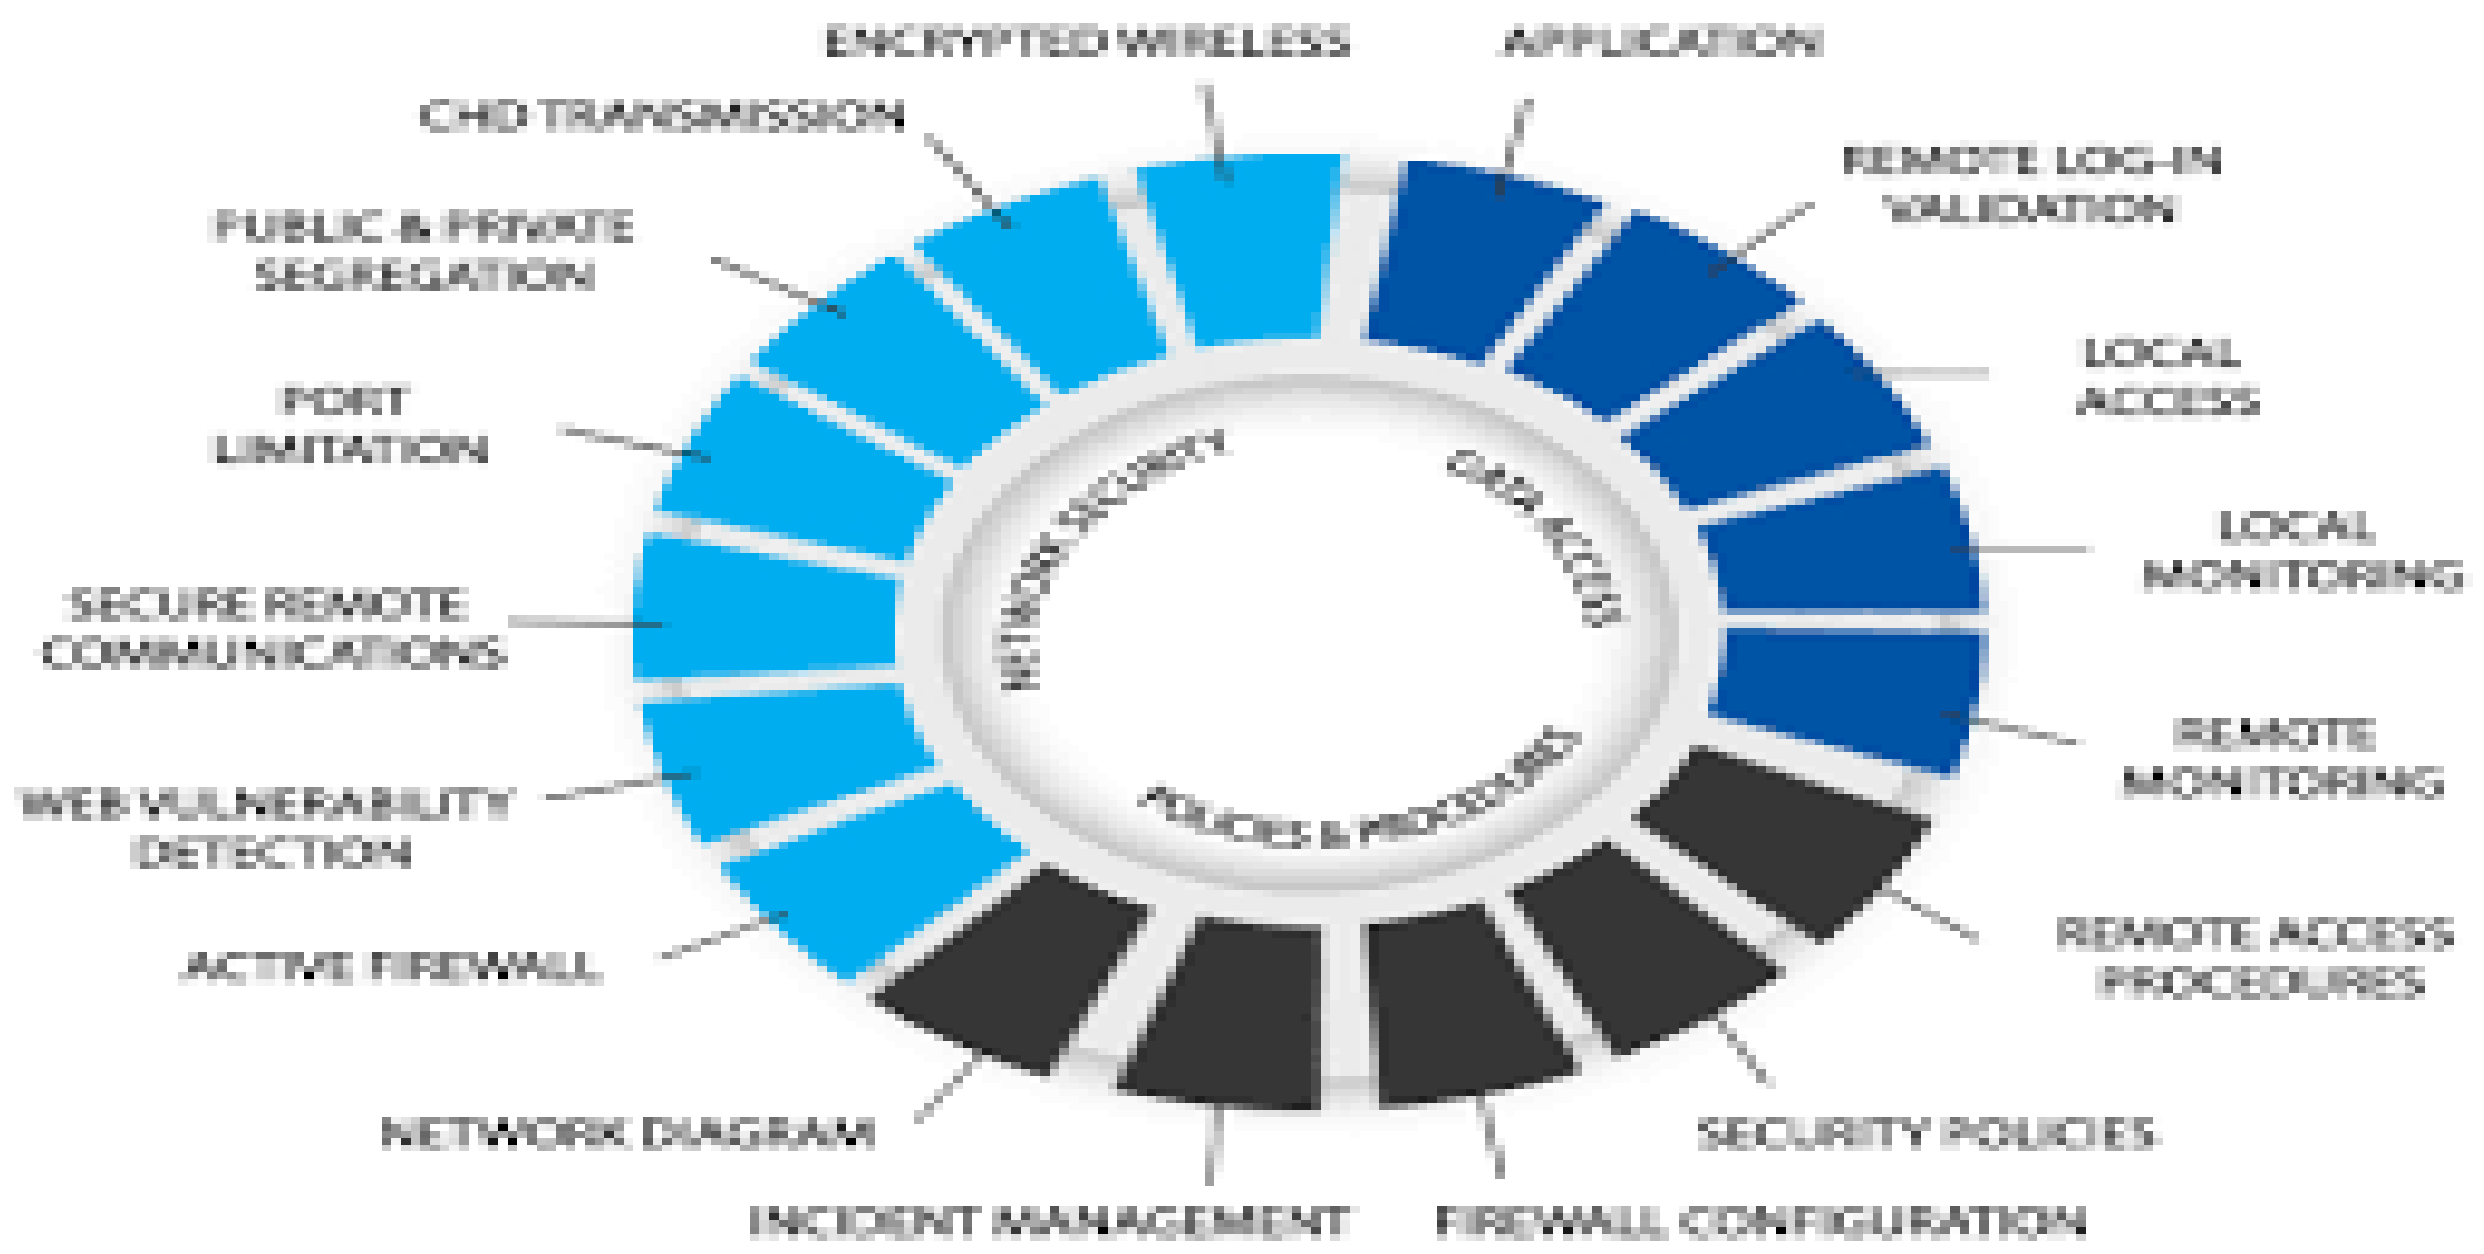 ENCRYPTED WIRELESS
APPLICATION
CHD TRANSMISSION
REMOTE LOG-IN
VALIDATION
PUBLIC & PRIVATE
SEGREGATION
LOCAL
ACCESS
PORT
LIMITATION
NETWORK SECURITY
DATA ACCESS
LOCAL
MONITORING
SECURE REMOTE
COMMUNICATIONS
REMOTE
MONITORING
POLICIES & PROCEDURES
WEB VULNERABILITY
DETECTION
REMOTE ACCESS
PROCEDURES
ACTIVE FIREWALL
NETWORK DIAGRAM
SECURITY POLICIES
INCIDENT MANAGEMENT
FIREWALL CONFIGURATION